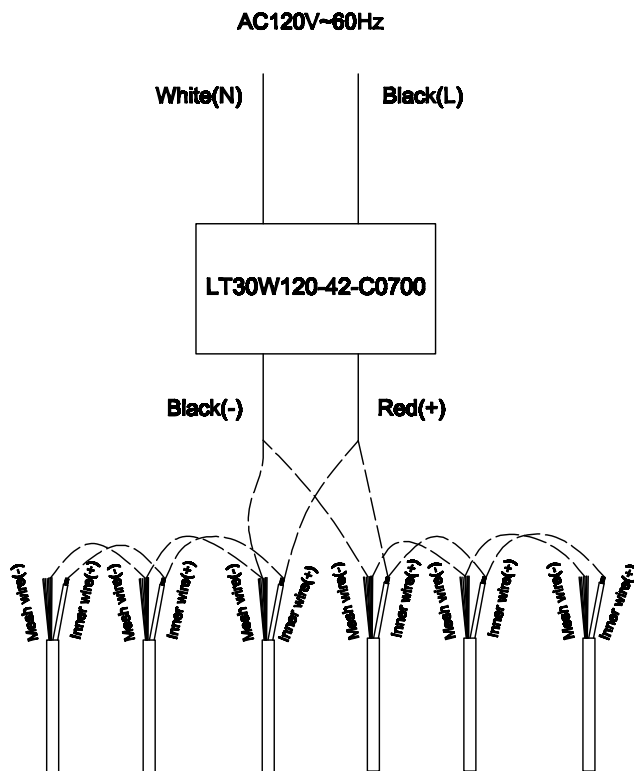 AC120V~60Hz
White(N) Black(L)
LT30W120-42-C0700
Black(-) Red(+)
Mesh wire(-) Inner wire(+) Mesh wire(-) Inner wire(+) Mesh wire(-) Inner wire(+) Mesh wire(-) Inner wire(+) Mesh wire(-) Inner wire(+) Mesh wire(-) Inner wire(+)